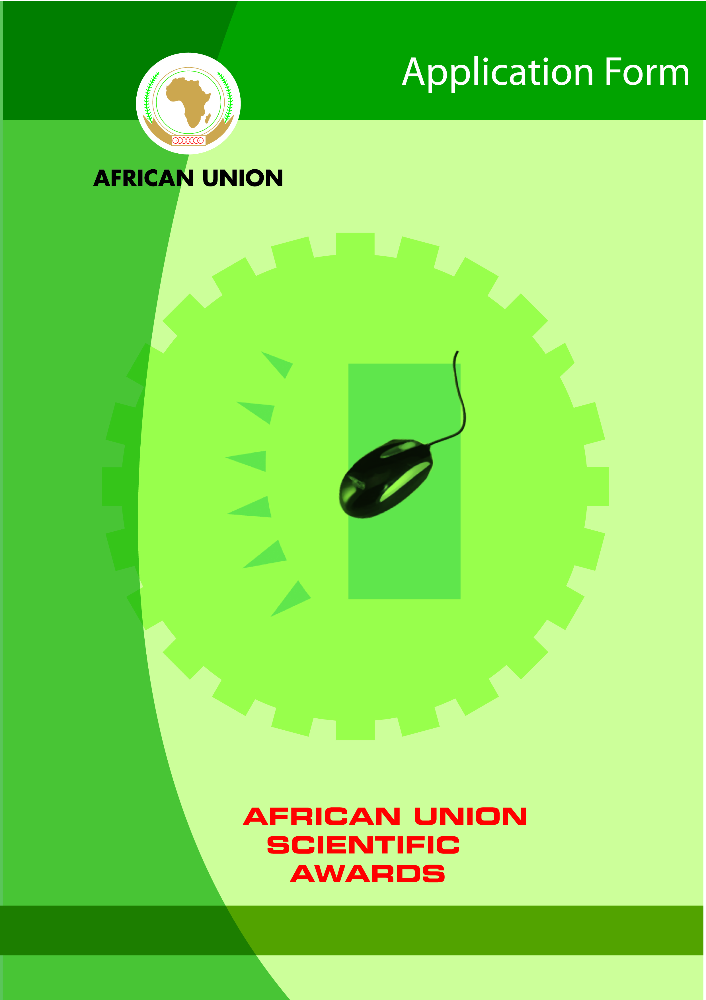 Application Form
AFRICAN UNION
AFRICAN UNION
SCIENTIFIC
AWARDS